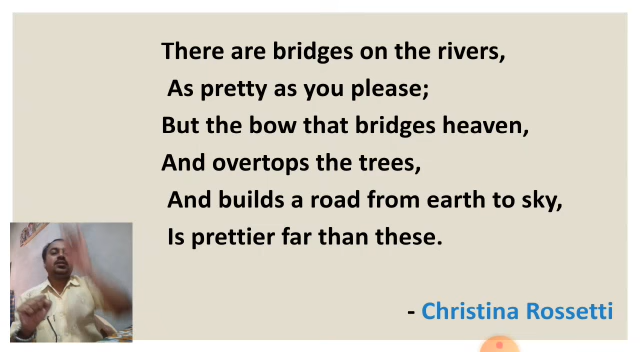 There are bridges on the rivers,
As pretty as you please;
But the bow that bridges heaven,
And overtops the trees,
And builds a road from earth to sky,
Is prettier far than these.
- Christina Rossetti